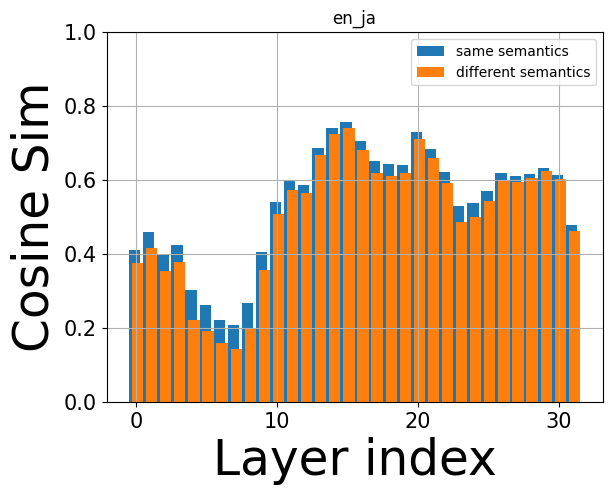 en_ja
same semantics
different semantics
Cosine Sim
1.0
0.8
0.6
0.4
0.2
0.0
0 10 20 30
Layer index